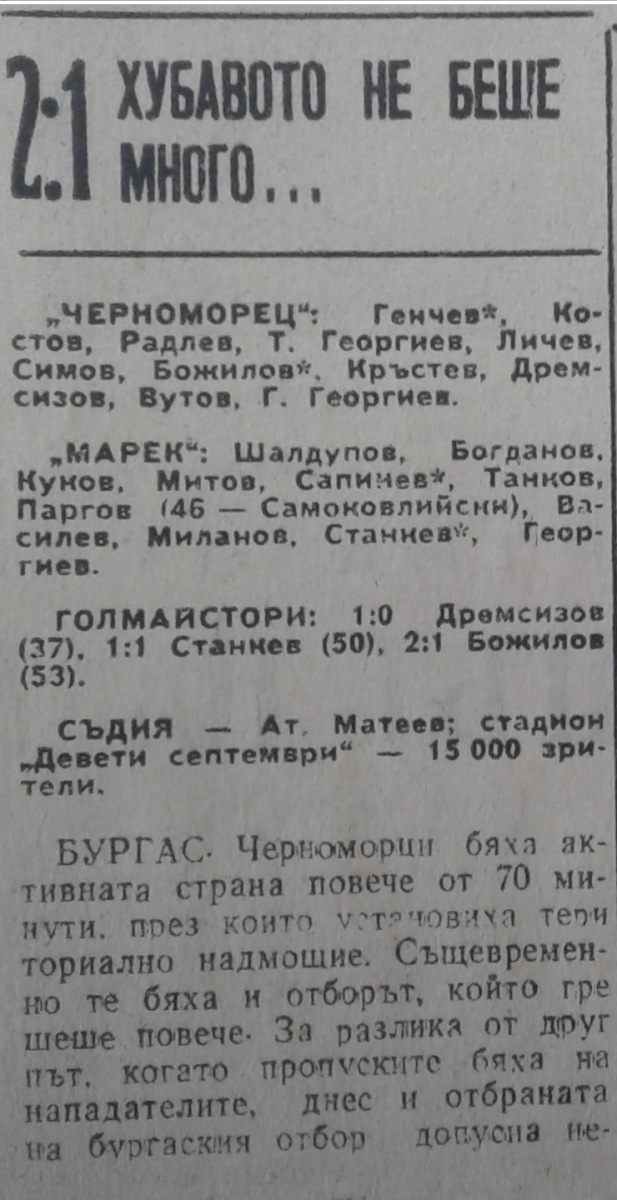 2:1 ХУБАВОТО НЕ БЕШЕ
МНОГО...
„ЧЕРНОМОРЕЦ“: Генчев*, Ко-
стов, Радлев, Т. Георгиев, Личев,
Симов, Божилов*, Кръстев, Дрем-
сизов, Вутов, Г. Георгиев.
„МАРЕК“: Шалдупов, Богданов,
Куков, Митов, Сапинев*, Танков,
Паргов (46 — Самоковлийски), Ва-
силев, Миланов, Станкев*, Геор-
гиев.
ГОЛМАЙСТОРИ: 1:0 Дремсизов
(37), 1:1 Станкев (50), 2:1 Божилов
(53).
СЪДИЯ — Ат. Матеев; стадион
„Девети септември“ — 15 000 зри-
тели.
БУРГАС. Черноморци бяха ак-
тивната страна повече от 70 ми-
нути, през които установиха тери
ториално надмощие. Същевремен-
но те бяха и отборът, който гре
шеше повече. За разлика от друг
път, когато пропуските бяха на
нападателите, днес и отбраната
на бургаския отбор допусна не-